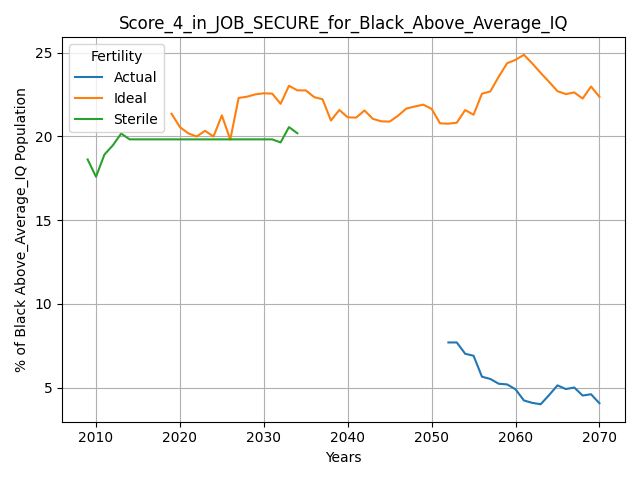 Score_4_in_JOB_SECURE_for_Black_Above_Average_IQ
% of Black Above_Average_IQ Population
25
20
15
10
5
Fertility
Actual
Ideal
Sterile
2010 2020 2030 2040 2050 2060 2070
Years